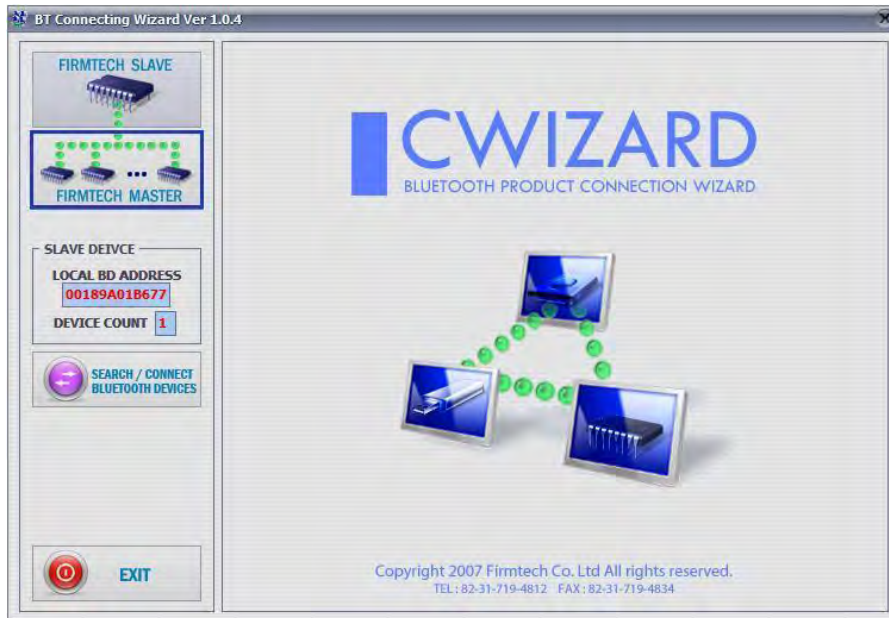 BT Connecting Wizard Ver 1.0.4
FIRMTECH SLAVE
FIRMTECH MASTER
SLAVE DEIVCE
LOCAL BD ADDRESS
00189A01B677
DEVICE COUNT 1
SEARCH / CONNECT
BLUETOOTH DEVICES
EXIT
CWIZARD
BLUETOOTH PRODUCT CONNECTION WIZARD
Copyright 2007 Firmtech Co. Ltd All rights reserved.
TEL : 82-31-719-4812 FAX : 82-31-719-4834